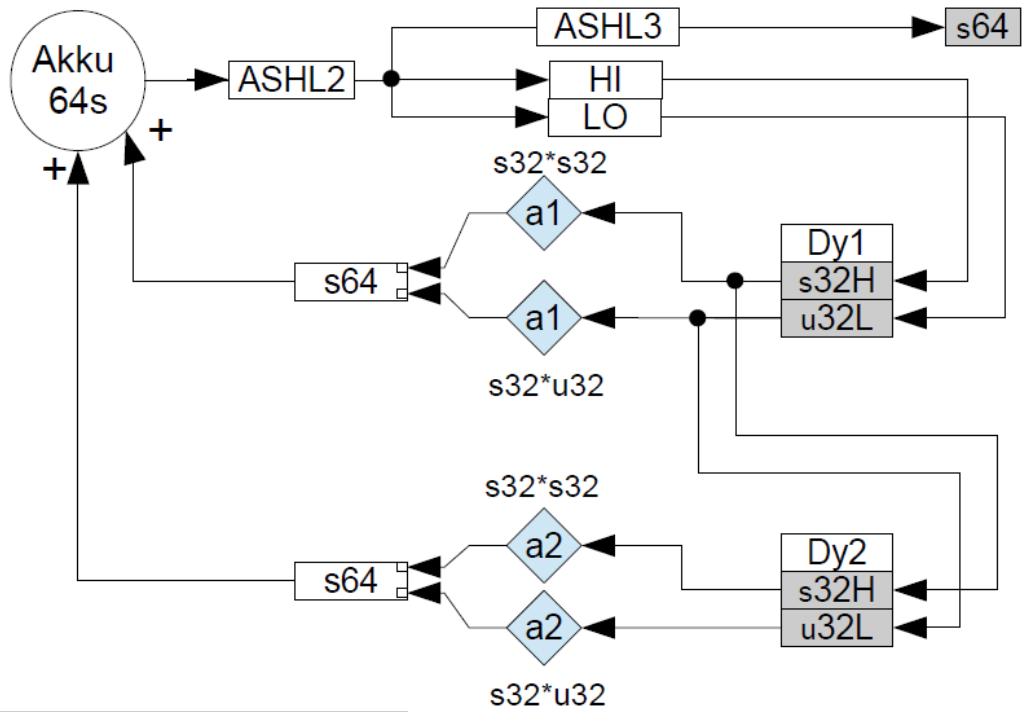 ASHL3
s64
Akku
64s
ASHL2
HI
LO
+
+
s32*s32
a1
Dy1
s32H
u32L
s64
a1
s32*u32
s32*s32
a2
Dy2
s32H
u32L
s64
a2
s32*u32